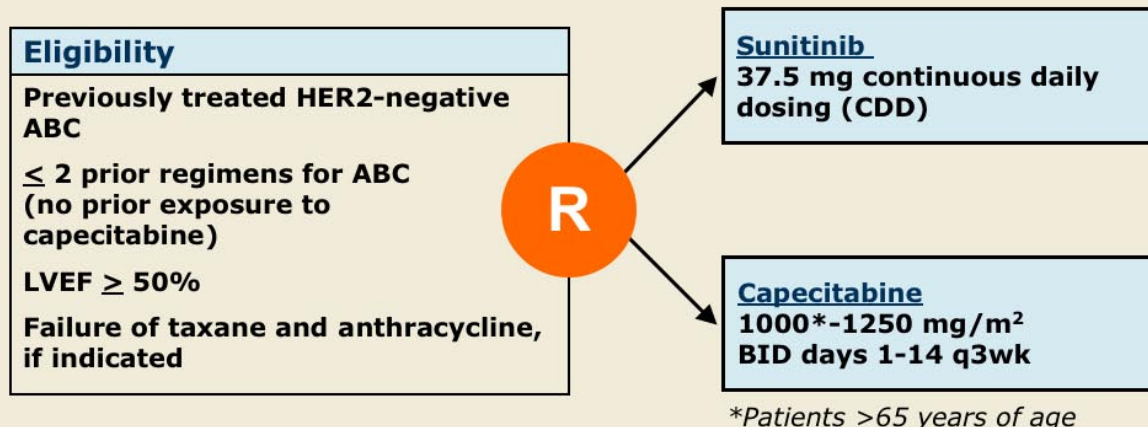 Eligibility
Previously treated HER2-negative
ABC
≤ 2 prior regimens for ABC
(no prior exposure to
capecitabine)
LVEF ≥ 50%
Failure of taxane and anthracycline,
if indicated
R
Sunitinib
37.5 mg continuous daily
dosing (CDD)
Capecitabine
1000*-1250 mg/m²
BID days 1-14 q3wk
*Patients >65 years of age